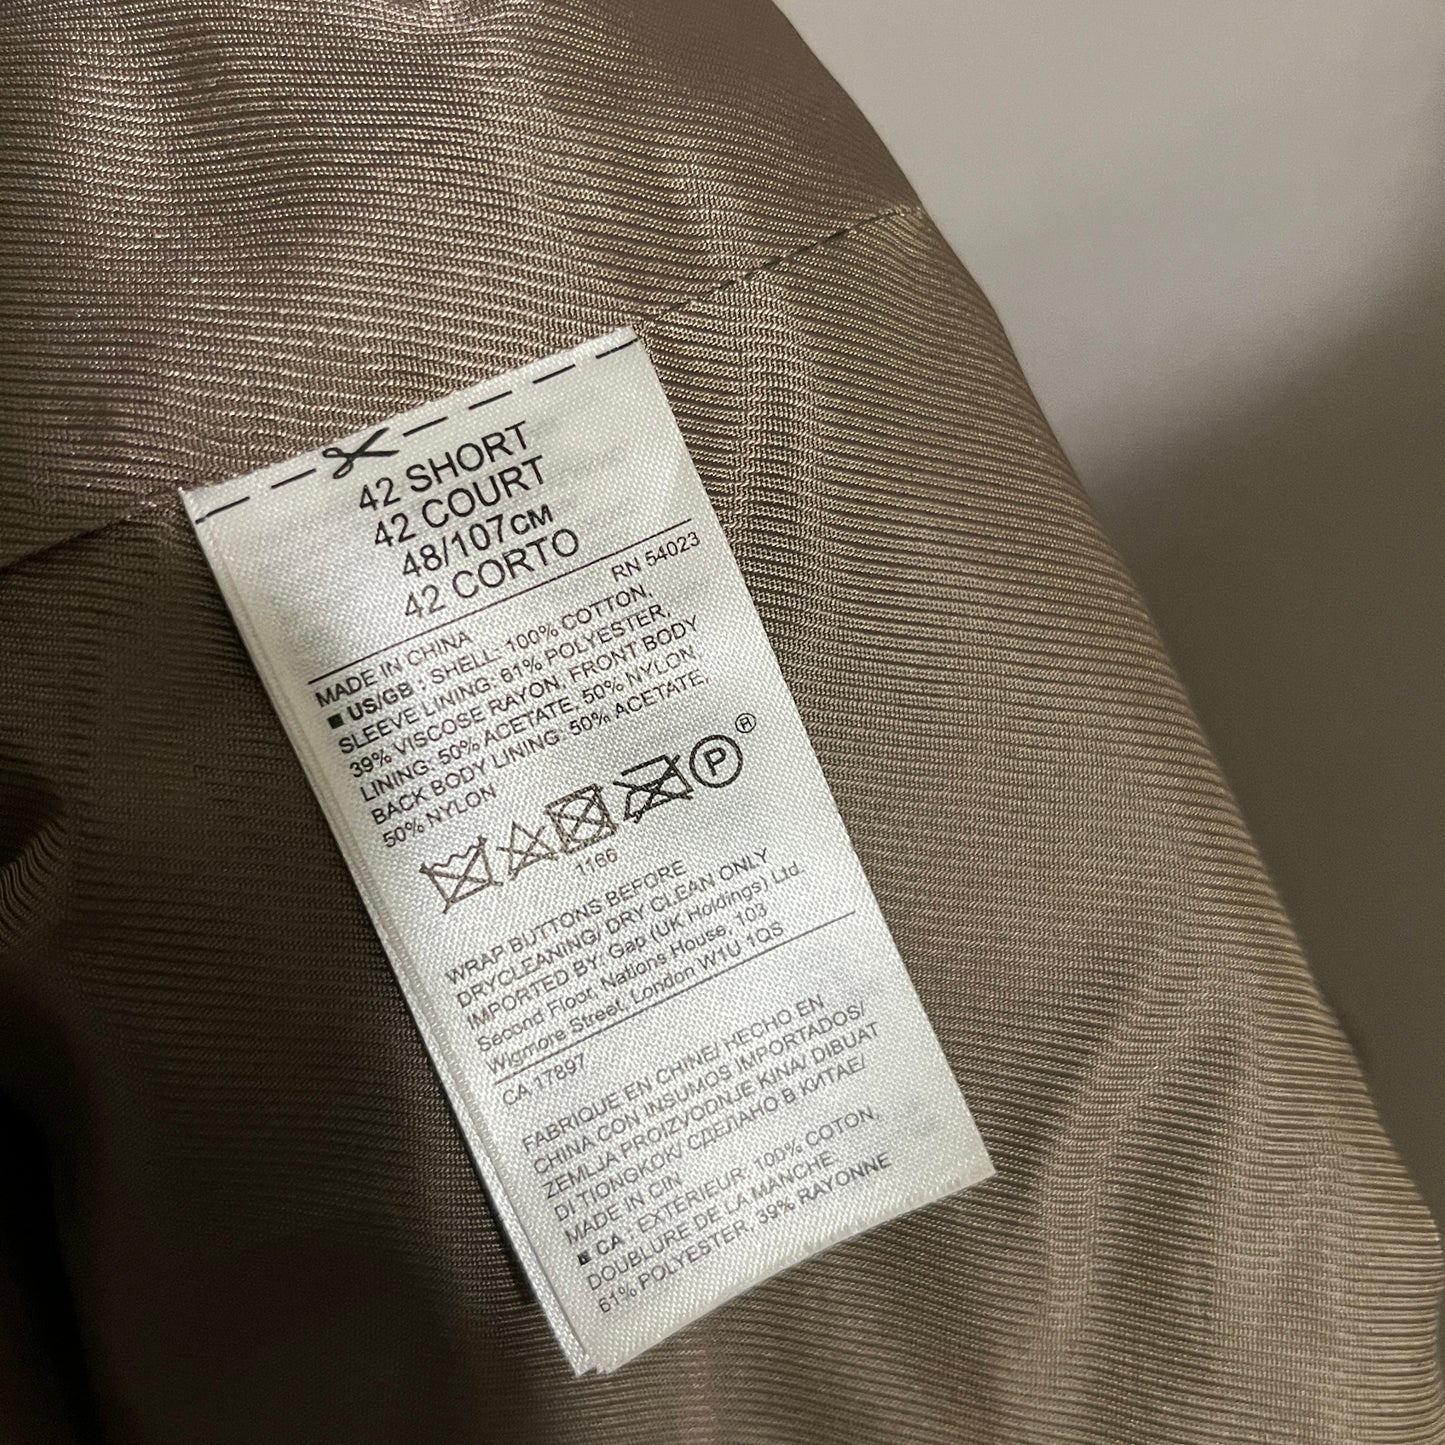 42 SHORT
42 COURT
48/107CM
42 CORTO
RN 54023
MADE IN CHINA
US/GB : SHELL: 100% COTTON,
SLEEVE LINING: 61% POLYESTER,
39% VISCOSE RAYON, FRONT BODY
LINING: 50% ACETATE, 50% NYLON
BACK BODY LINING: 50% ACETATE,
50% NYLON
P ®
1166
WRAP BUTTONS BEFORE
DRYCLEANING/ DRY CLEAN ONLY
IMPORTED BY: Gap (UK Holdings) Ltd.
Second Floor, Nations House, 103
Wigmore Street, London W1U 1QS
CA 17897
FABRIQUE EN CHINE/ HECHO EN
CHINA CON INSUMOS IMPORTADOS/
ZEMLJA PROIZVODNJE KINA/ DIBUAT
DI TIONGKOK/ СДЕЛАНО В КИТАЕ/
MADE IN CIN
CA : EXTÉRIEUR: 100% COTON,
DOUBLURE DE LA MANCHE:
61% POLYESTER, 39% RAYONNE